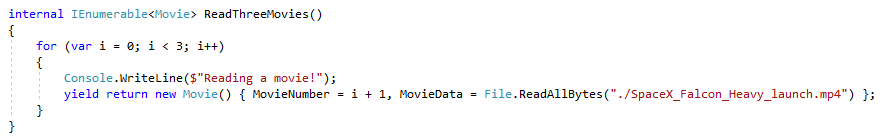 internal IEnumerable<Movie> ReadThreeMovies()
{
for (var i = 0; i < 3; i++)
{
Console.WriteLine($"Reading a movie!");
yield return new Movie() { MovieNumber = i + 1, MovieData = File.ReadAllBytes("./SpaceX_Falcon_Heavy_launch.mp4") };
}
}